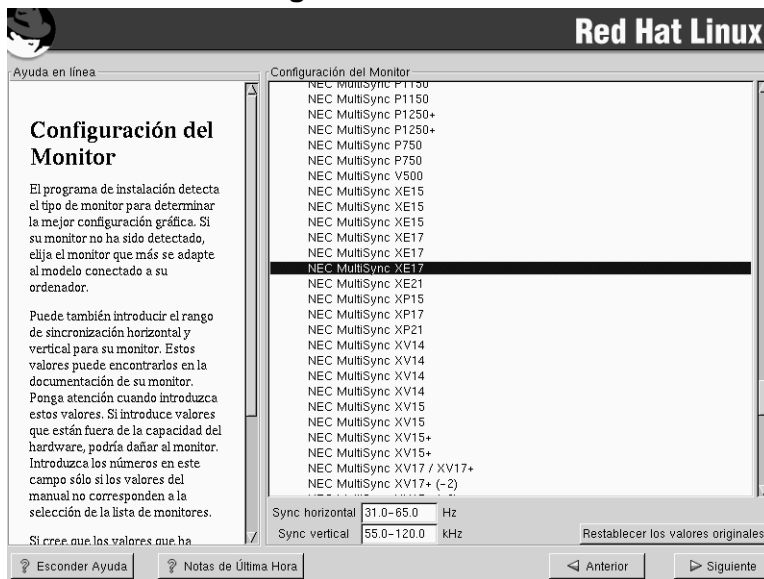 Red Hat Linux
Ayuda en línea
Configuración del
Monitor
El programa de instalación detecta
el tipo de monitor para determinar
la mejor configuración gráfica. Si
su monitor no ha sido detectado,
elija el monitor que más se adapte
al modelo conectado a su
ordenador.
Puede también introducir el rango
de sincronización horizontal y
vertical para su monitor. Estos
valores puede encontrarlos en la
documentación de su monitor.
Ponga atención cuando introduzca
estos valores. Si introduce valores
que están fuera de la capacidad del
hardware, podría dañar al monitor.
Introduzca los números en este
campo sólo si los valores del
manual no corresponden a la
selección de la lista de monitores.
Si cree que los valores que ha
Configuración del Monitor
NEC MultiSync P1150
NEC MultiSync P1150
NEC MultiSync P1250+
NEC MultiSync P1250+
NEC MultiSync P750
NEC MultiSync P750
NEC MultiSync V500
NEC MultiSync XE15
NEC MultiSync XE15
NEC MultiSync XE15
NEC MultiSync XE17
NEC MultiSync XE17
NEC MultiSync XE17
NEC MultiSync XE21
NEC MultiSync XP15
NEC MultiSync XP17
NEC MultiSync XP21
NEC MultiSync XV14
NEC MultiSync XV14
NEC MultiSync XV14
NEC MultiSync XV14
NEC MultiSync XV15
NEC MultiSync XV15
NEC MultiSync XV15+
NEC MultiSync XV15+
NEC MultiSync XV17 / XV17+
NEC MultiSync XV17+ (-2)
Sync horizontal 31.0-65.0 Hz
Sync vertical 55.0-120.0 kHz
Restablecer los valores originales
? Esconder Ayuda
? Notas de Última Hora
Anterior
Siguiente